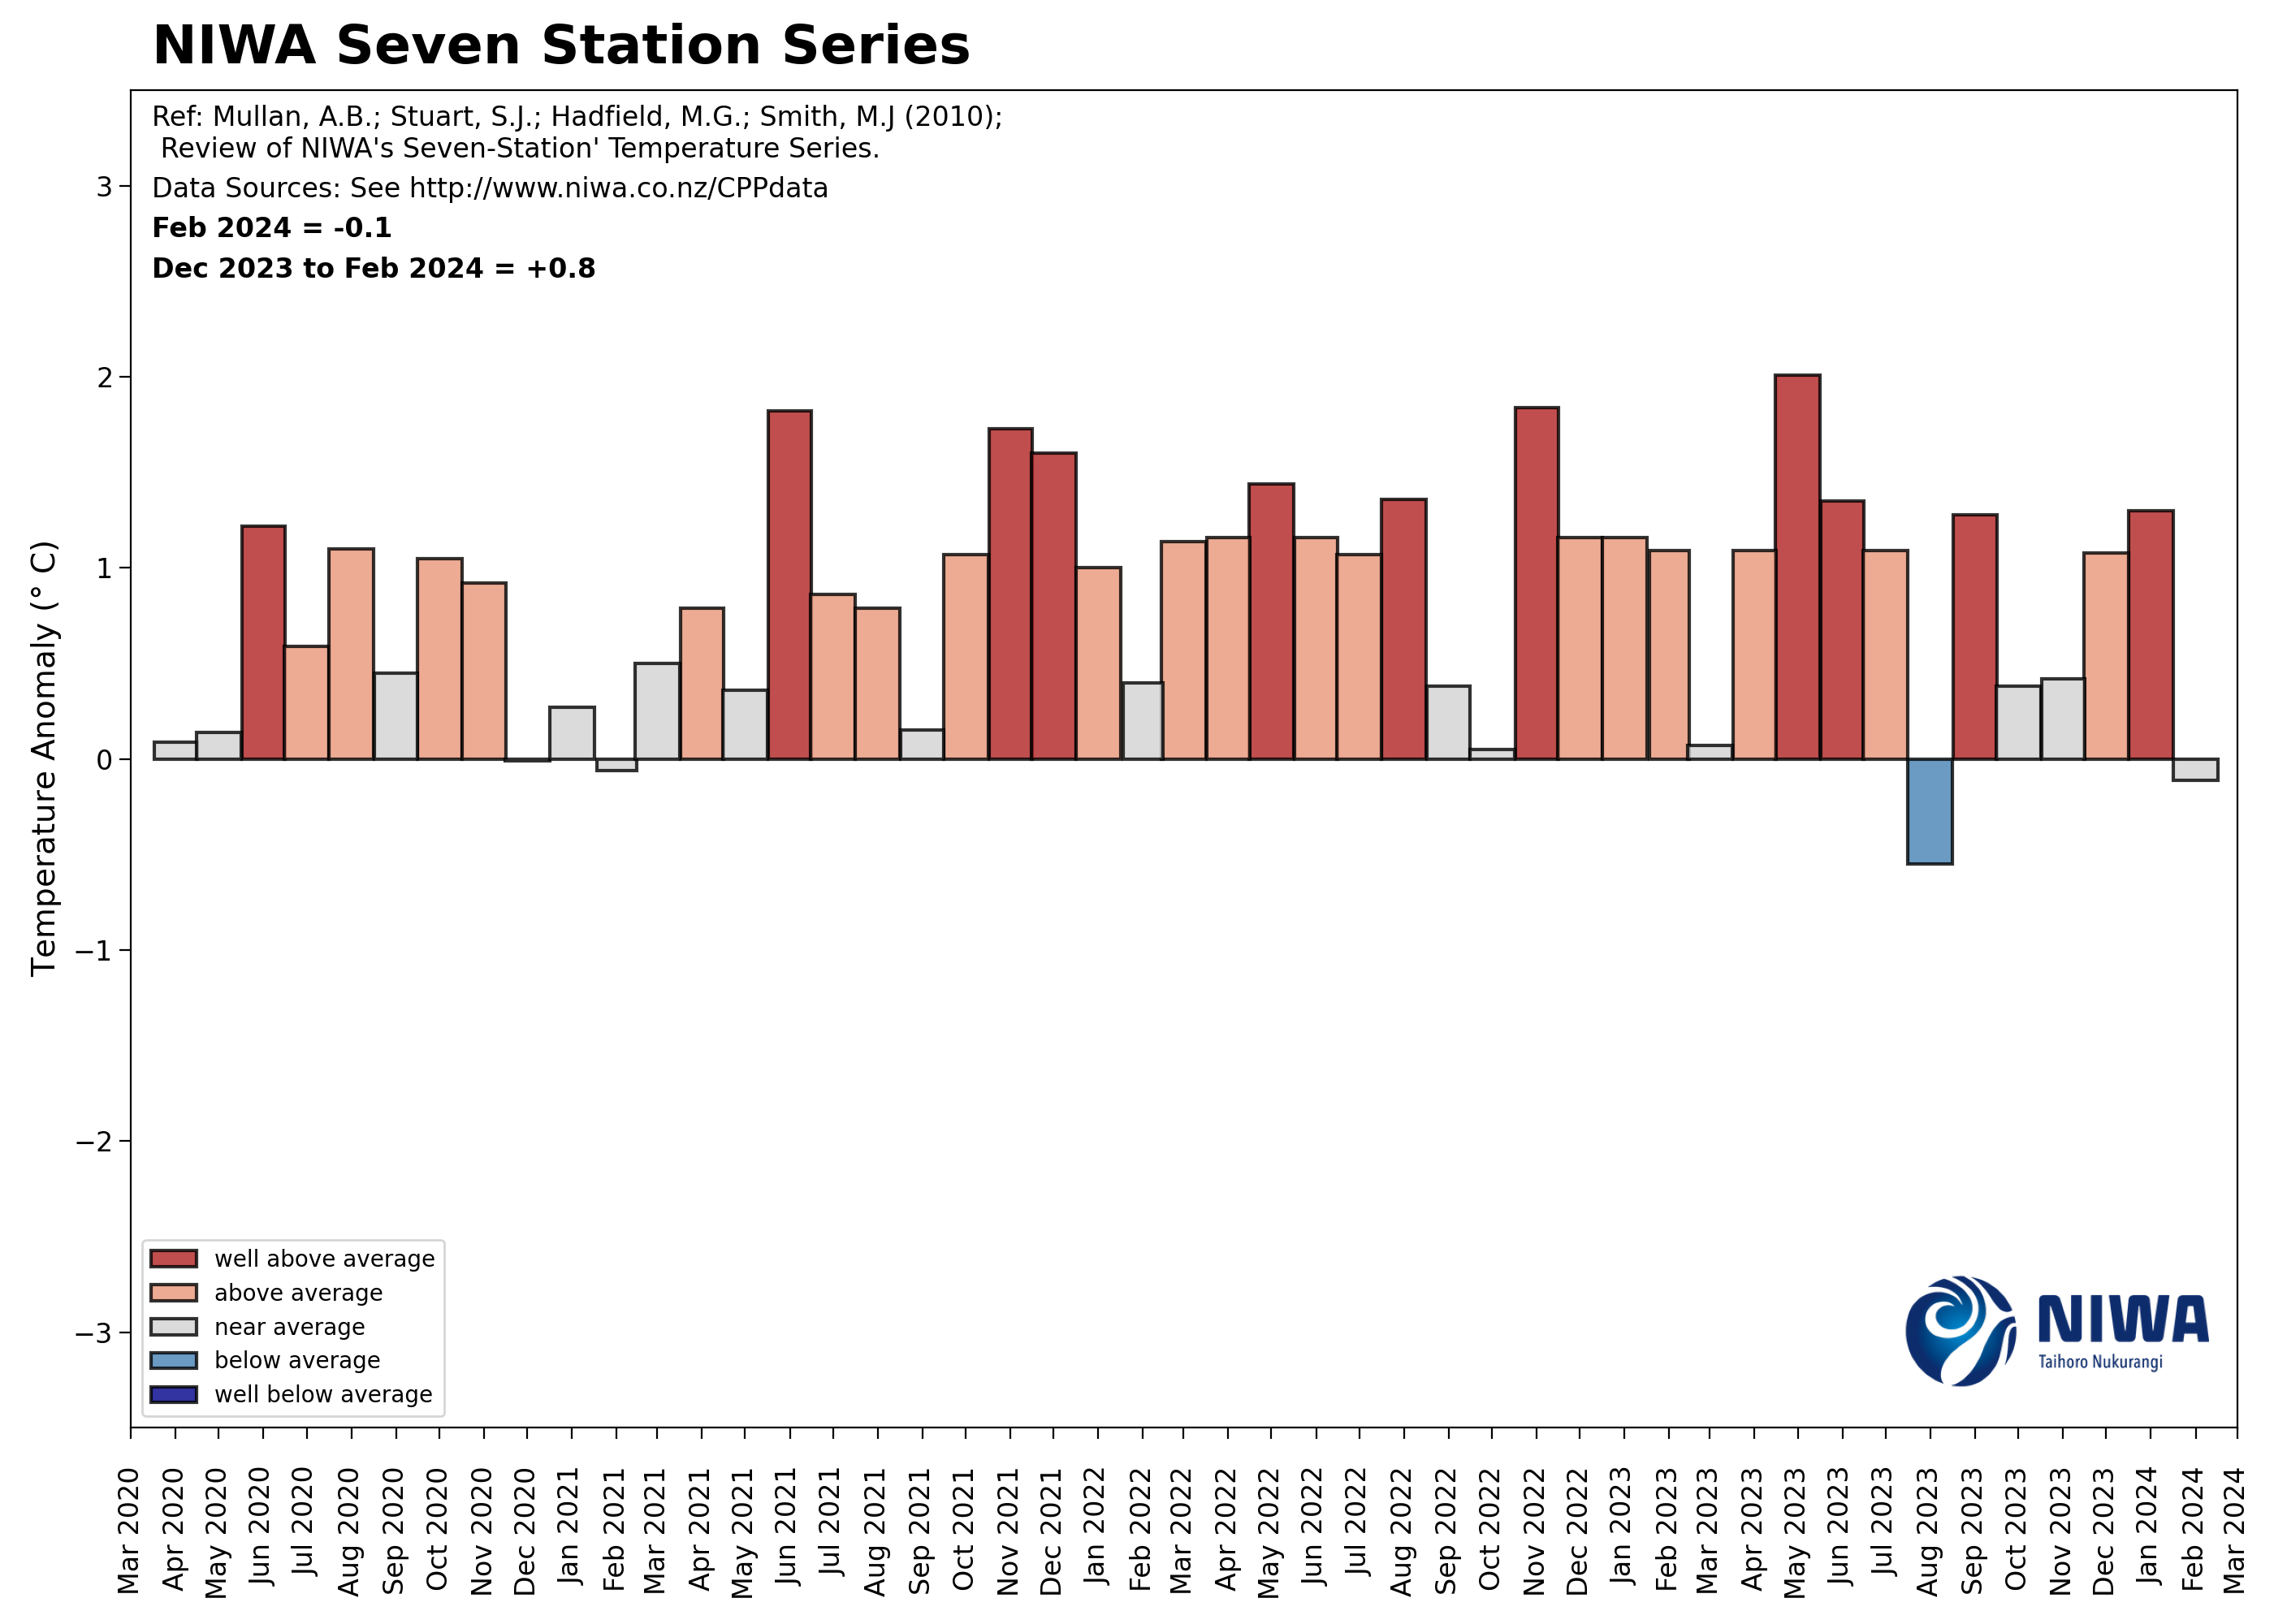 NIWA Seven Station Series
Ref: Mullan, A.B.; Stuart, S.J.; Hadfield, M.G.; Smith, M.J (2010);
Review of NIWA's Seven-Station' Temperature Series.
Data Sources: See http://www.niwa.co.nz/CPPdata
Feb 2024 = -0.1
Dec 2023 to Feb 2024 = +0.8
Temperature Anomaly (° C)
3
2
1
0
−1
−2
−3
well above average
above average
near average
below average
well below average
NIWA
Taihoro Nukurangi
Mar 2020
Apr 2020
May 2020
Jun 2020
Jul 2020
Aug 2020
Sep 2020
Oct 2020
Nov 2020
Dec 2020
Jan 2021
Feb 2021
Mar 2021
Apr 2021
May 2021
Jun 2021
Jul 2021
Aug 2021
Sep 2021
Oct 2021
Nov 2021
Dec 2021
Jan 2022
Feb 2022
Mar 2022
Apr 2022
May 2022
Jun 2022
Jul 2022
Aug 2022
Sep 2022
Oct 2022
Nov 2022
Dec 2022
Jan 2023
Feb 2023
Mar 2023
Apr 2023
May 2023
Jun 2023
Jul 2023
Aug 2023
Sep 2023
Oct 2023
Nov 2023
Dec 2023
Jan 2024
Feb 2024
Mar 2024